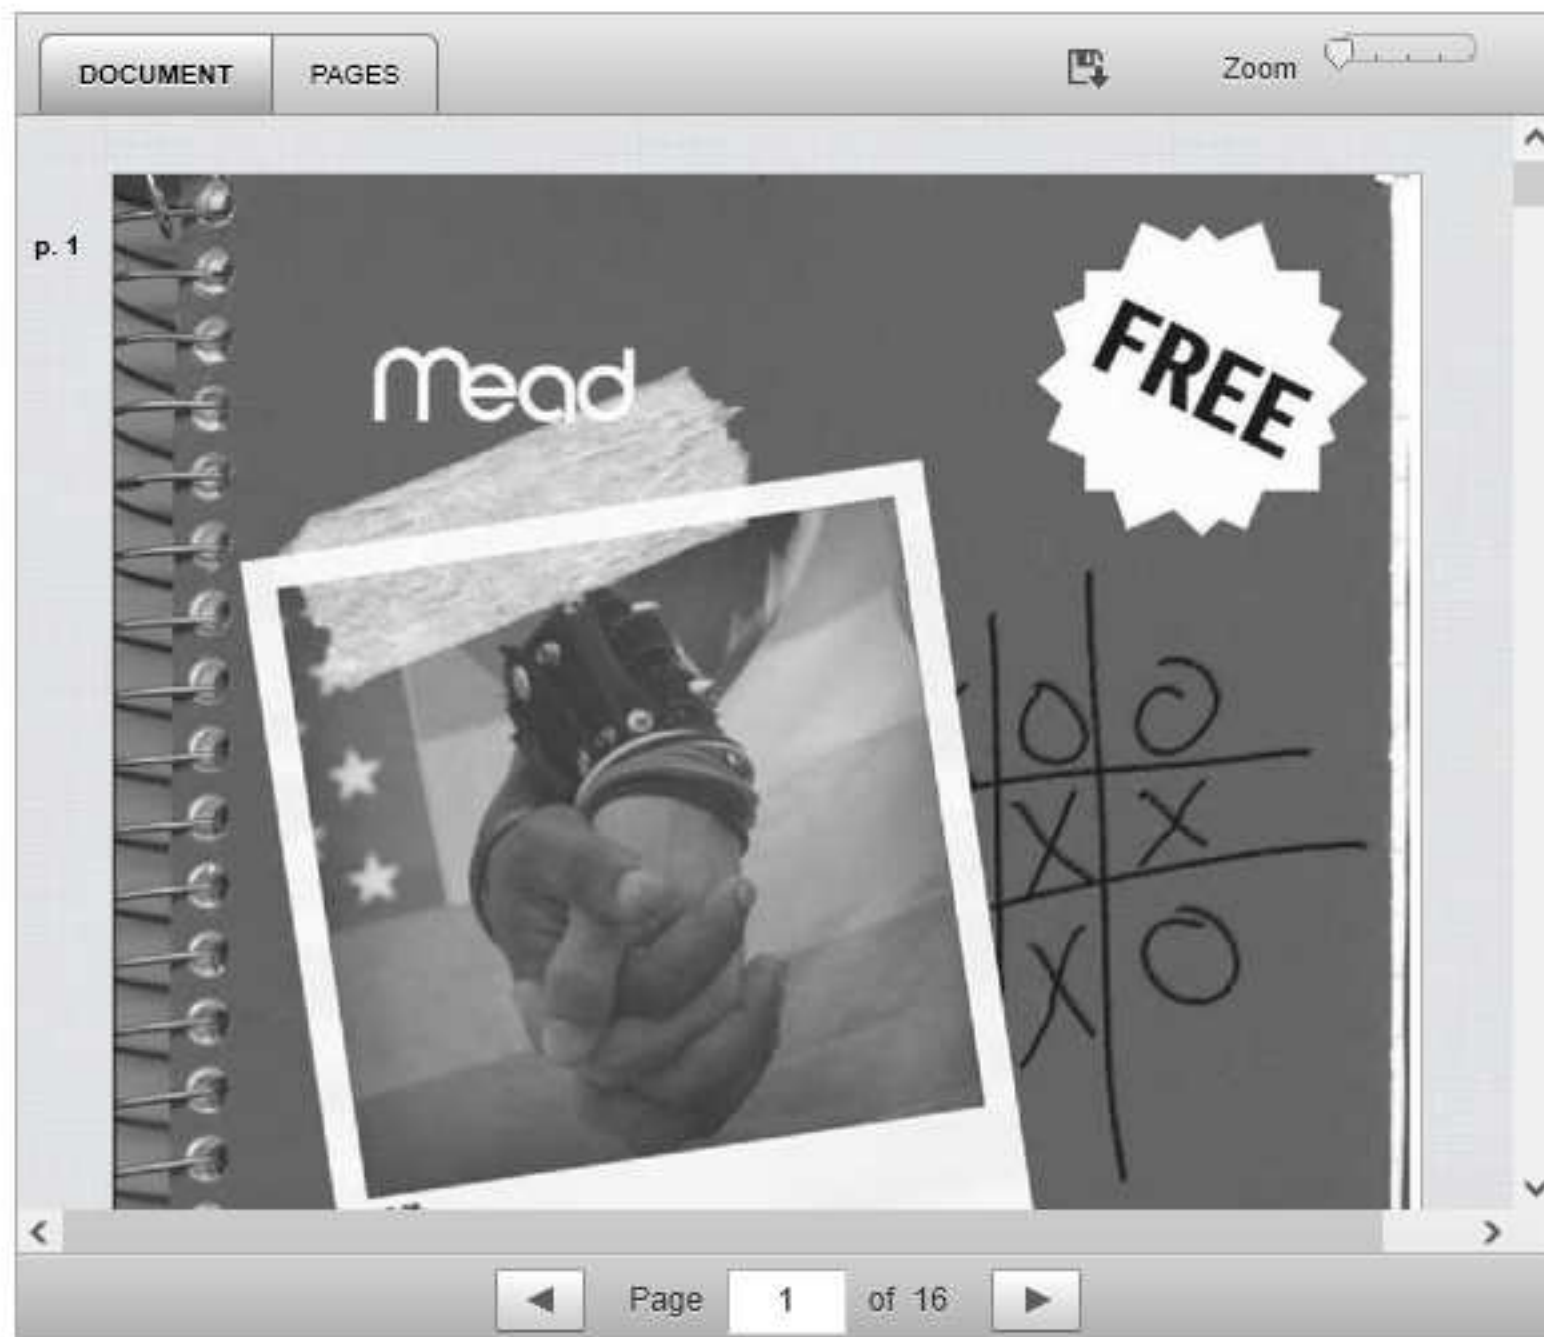 DOCUMENT PAGES Zoom
p. 1
mead
FREE
O O
X X
X O
Page 1 of 16